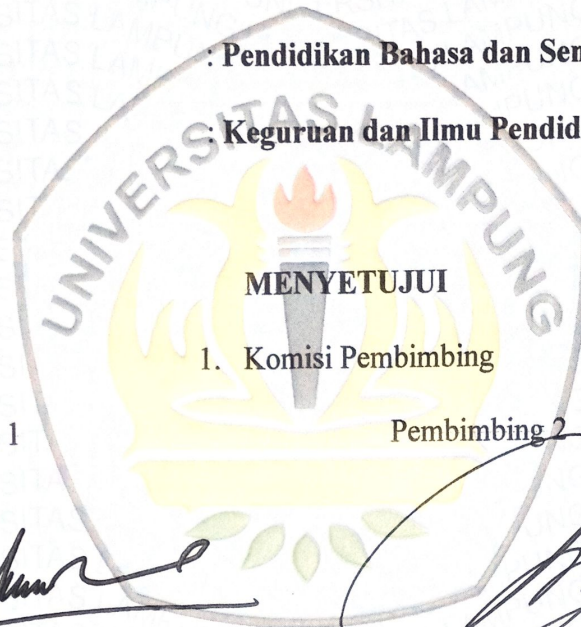 : Pendidikan Bahasa dan Sen
: Keguruan dan Ilmu Pendid
UNIVERSITAS LAMPUNG
MENYETUJUI
1. Komisi Pembimbing
1 Pembimbing 2